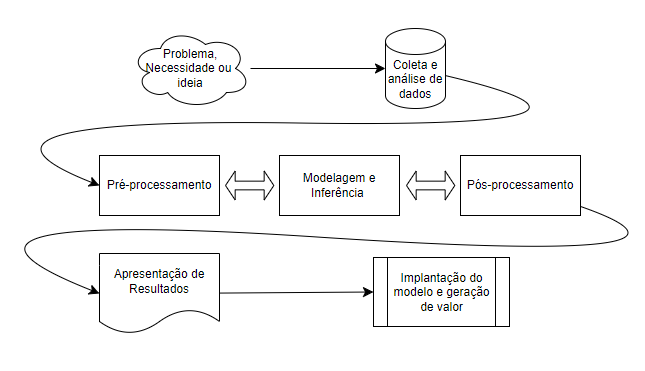 Problema,
Necessidade ou
ideia
Coleta e
análise de
dados
Pré-processamento
Modelagem e
Inferência
Pós-processamento
Apresentação de
Resultados
Implantação do
modelo e geração
de valor